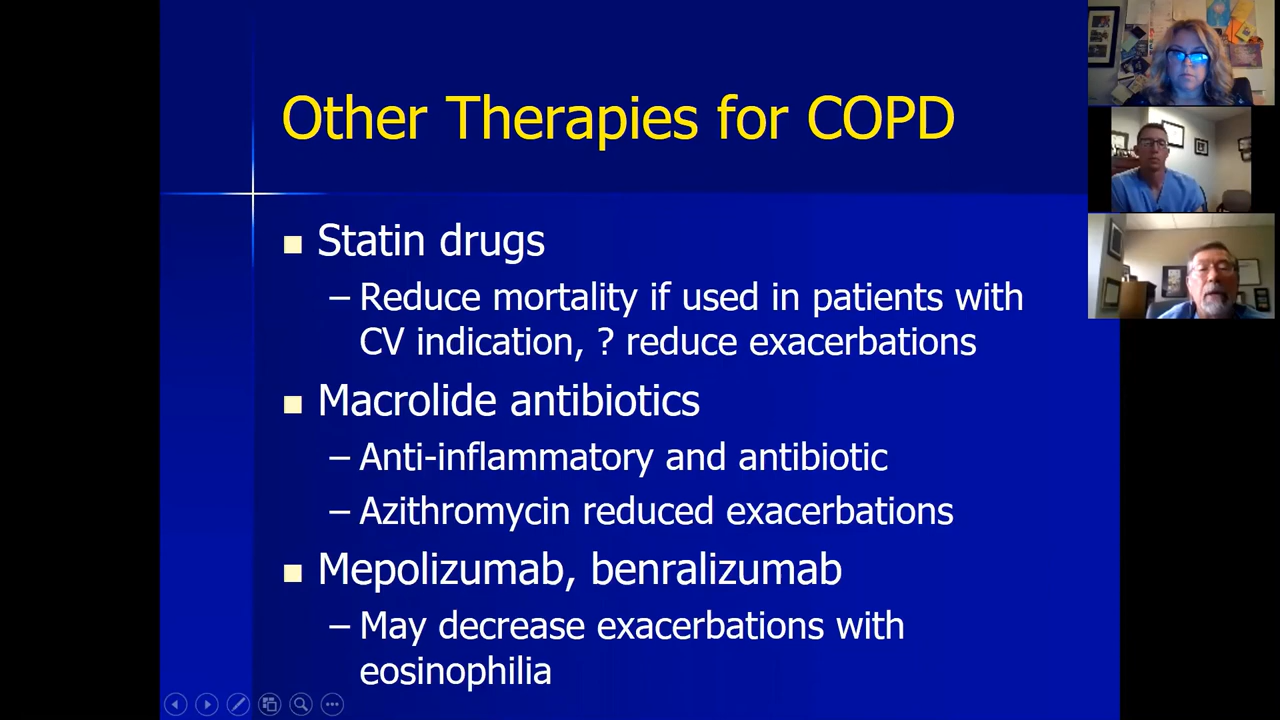 Other Therapies for COPD
Statin drugs
– Reduce mortality if used in patients with
CV indication, ? reduce exacerbations
Macrolide antibiotics
– Anti-inflammatory and antibiotic
– Azithromycin reduced exacerbations
Mepolizumab, benralizumab
– May decrease exacerbations with
eosinophilia